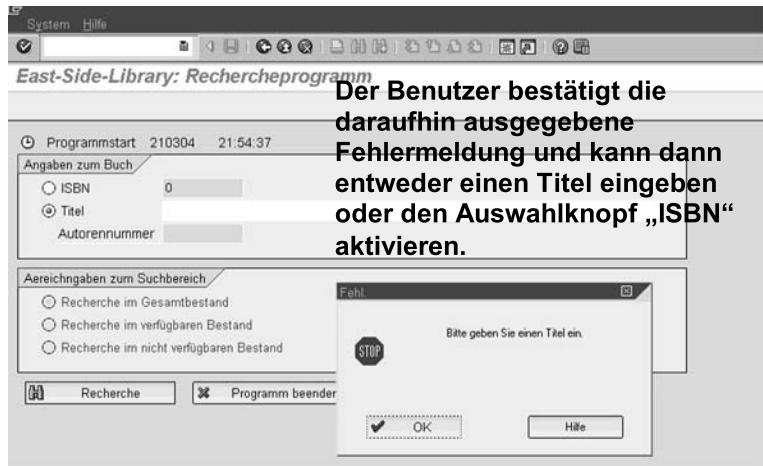 System Hilfe
East-Side-Library: Rechercheprogramm
Der Benutzer bestätigt die
daraufhin ausgegebene
Fehlermeldung und kann dann
entweder einen Titel eingeben
oder den Auswahlknopf „ISBN“
aktivieren.
Programmstart 210304 21:54:37
Angaben zum Buch
ISBN 0
Titel
Autorennummer
Aereichngaben zum Suchbereich
Recherche im Gesamtbestand
Recherche im verfügbaren Bestand
Recherche im nicht verfügbaren Bestand
Recherche Programm beender
Fehl.
Bitte geben Sie einen Titel ein.
STOP
OK Hilfe